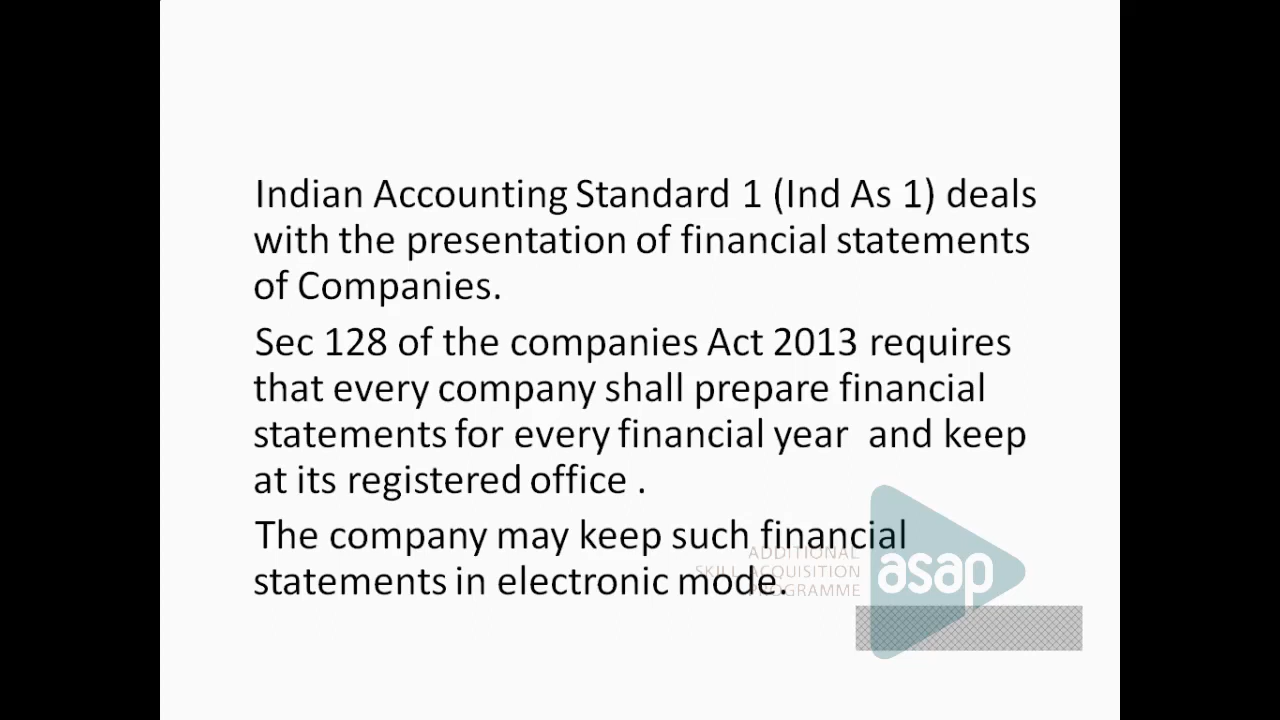 Indian Accounting Standard 1 (Ind As 1) deals
with the presentation of financial statements
of Companies.
Sec 128 of the companies Act 2013 requires
that every company shall prepare financial
statements for every financial year  and keep
at its registered office .
The company may keep such financial
statements in electronic mode.
ADDITIONAL
SKILL ACQUISITION
PROGRAMME
asap